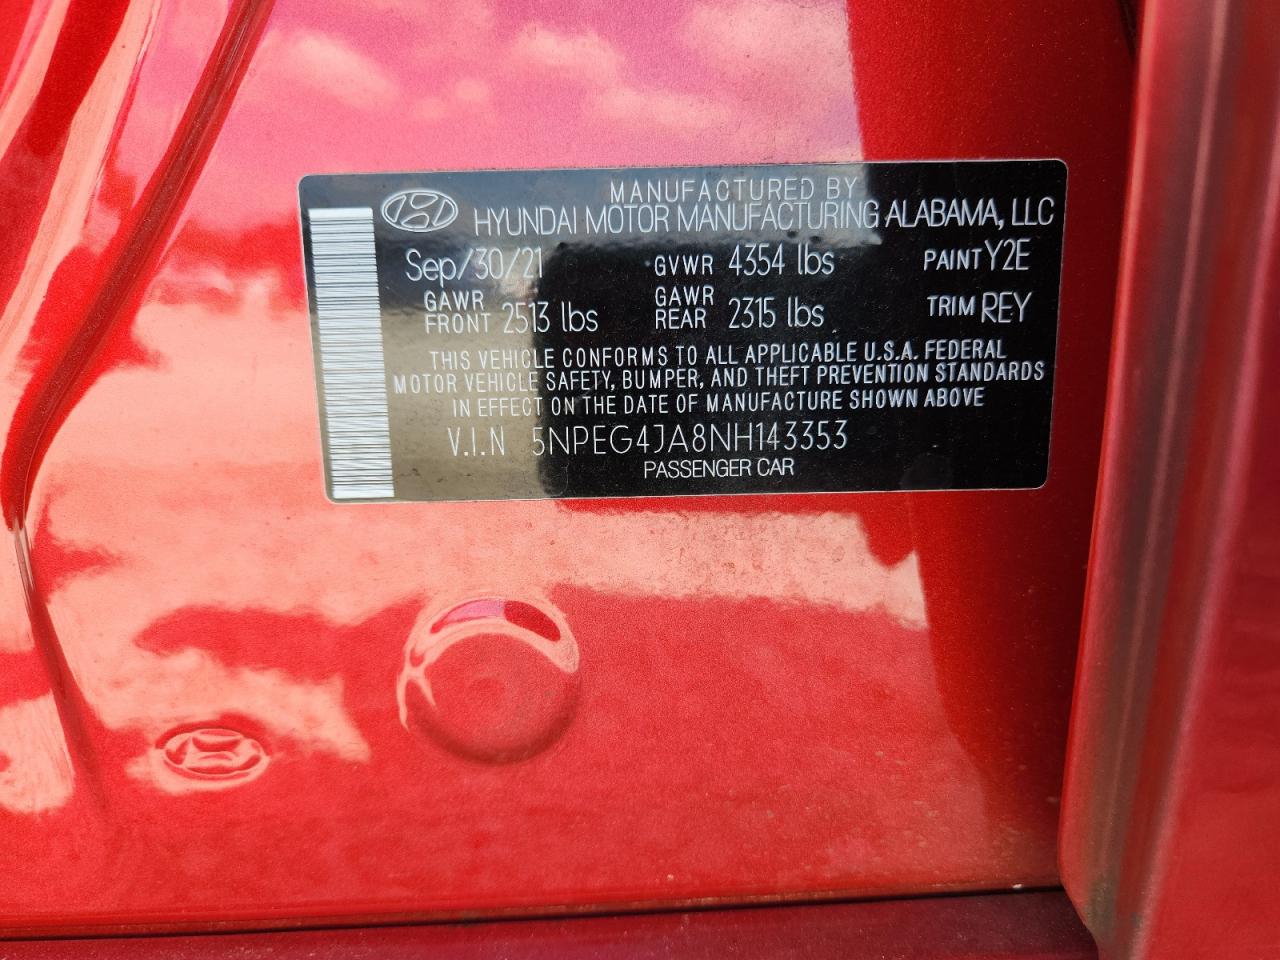 MANUFACTURED BY
HYUNDAI MOTOR MANUFACTURING ALABAMA, LLC
Sep/30/21 GVWR 4354 lbs PAINT Y2E
GAWR FRONT 2513 lbs GAWR REAR 2315 lbs TRIM REY
THIS VEHICLE CONFORMS TO ALL APPLICABLE U.S.A. FEDERAL
MOTOR VEHICLE SAFETY, BUMPER, AND THEFT PREVENTION STANDARDS
IN EFFECT ON THE DATE OF MANUFACTURE SHOWN ABOVE
V.I.N 5NPEG4JA8NH143353
PASSENGER CAR